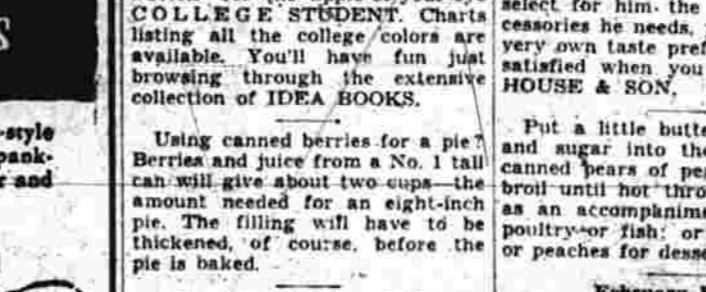 S
-style
r and
COLLEGE STUDENT. Charts
listing all the college colors are
available. You'll have fun just
browsing through the extensive
collection of IDEA BOOKS.
Using canned berries for a pie?
Berries and juice from a No. 1 tall
can will give about two cups—the
amount needed for an eight-inch
pie. The filling will have to be
thickened, of course, before the
pie is baked.
select for him. the
cessories he needs,
very own taste pref
satisfied when you
HOUSE & SON.
Put a little butte
and sugar into the
canned pears of pea
broil until hot thro
as an accompanime
poultry or fish; or
or peaches for desse